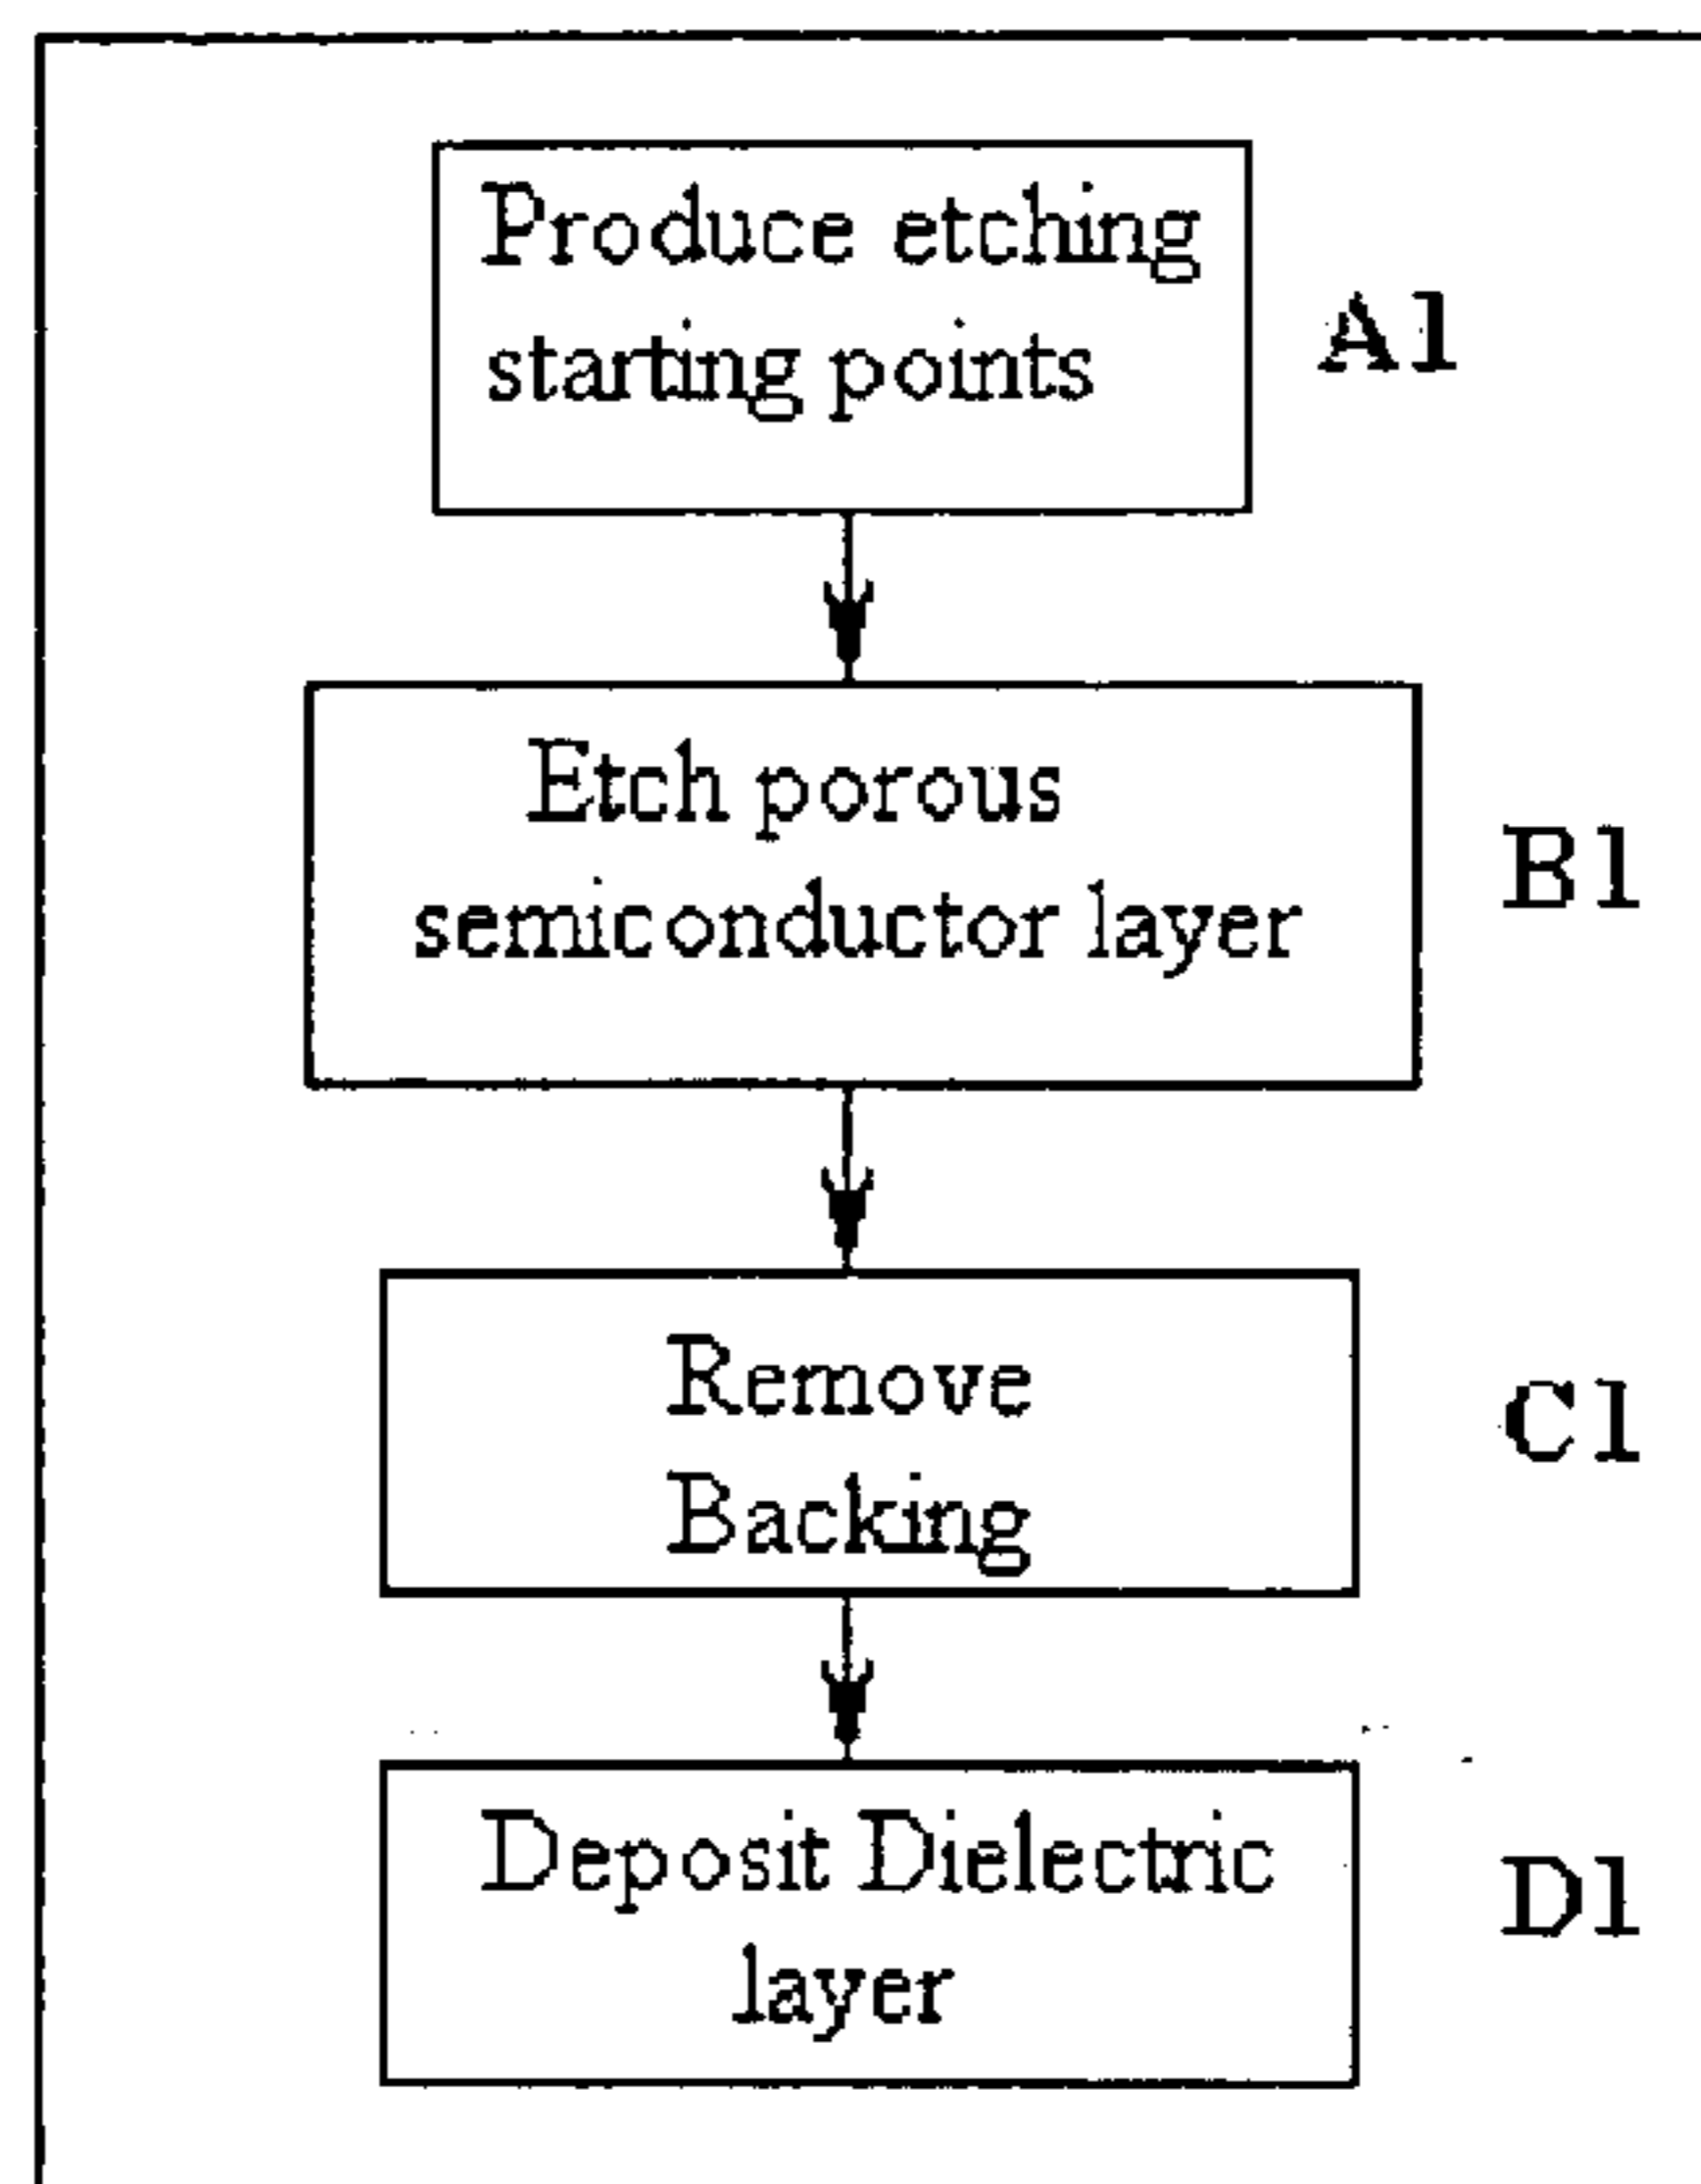 Produce etching
starting points
A1
Etch porous
semiconductor layer
B1
Remove
Backing
C1
Deposit Dielectric
layer
D1